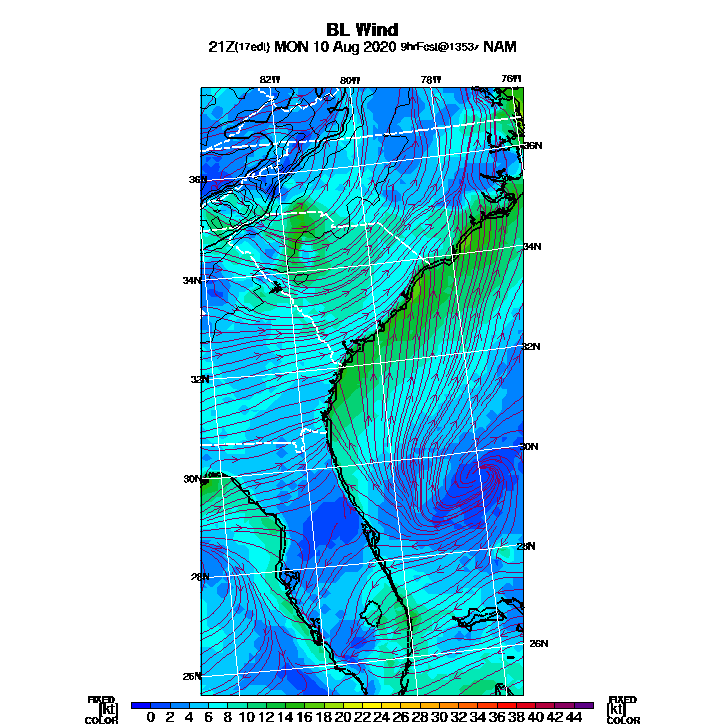 BL Wind
21Z(17edt) MON 10 Aug 2020 9hrFcst@1353z NAM
82W 80W 78W 76W
36N
36N
34N
34N
32N
32N
30N
30N
28N
28N
26N
26N
FIXED FIXED
[kt] 0 2 4 6 8 10 12 14 16 18 20 22 24 26 28 30 32 34 36 38 40 42 44 [kt]
COLOR COLOR